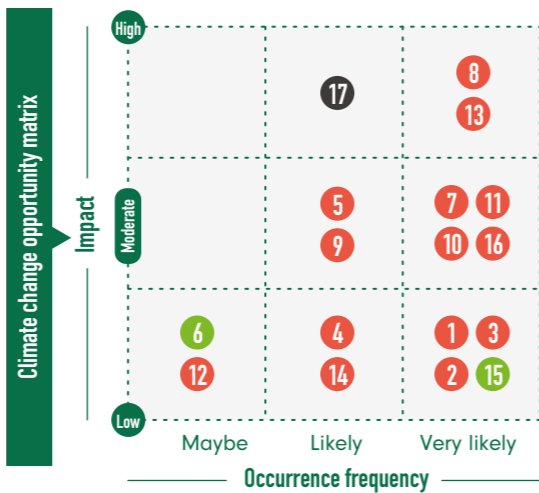 Climate change opportunity matrix
Impact
High
Moderate
Low
17
8
13
5
9
7 11
10 16
6
12
4
14
1 3
2 15
Maybe Likely Very likely
Occurrence frequency